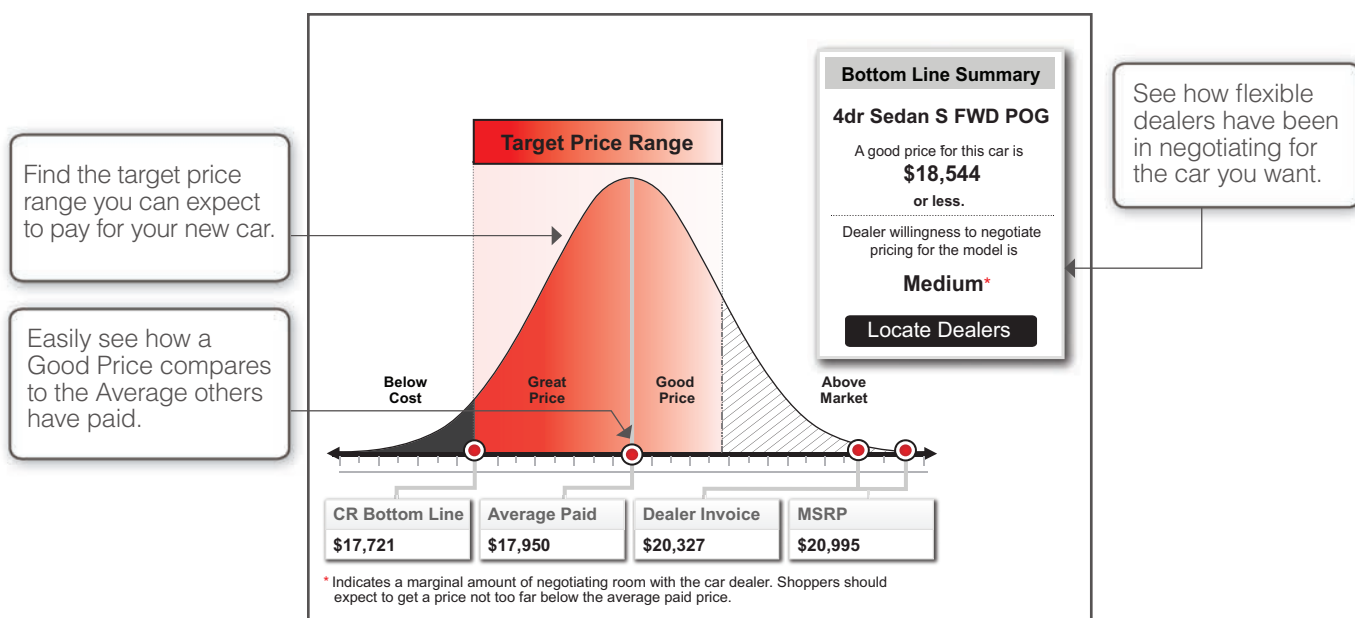 Find the target price
range you can expect
to pay for your new car.
Easily see how a
Good Price compares
to the Average others
have paid.
Target Price Range
Below
Cost
Great
Price
Good
Price
Above
Market
CR Bottom Line
$17,721
Average Paid
$17,950
Dealer Invoice
$20,327
MSRP
$20,995
* Indicates a marginal amount of negotiating room with the car dealer. Shoppers should
expect to get a price not too far below the average paid price.
Bottom Line Summary
4dr Sedan S FWD POG
A good price for this car is
$18,544
or less.
Dealer willingness to negotiate
pricing for the model is
Medium*
Locate Dealers
See how flexible
dealers have been
in negotiating for
the car you want.